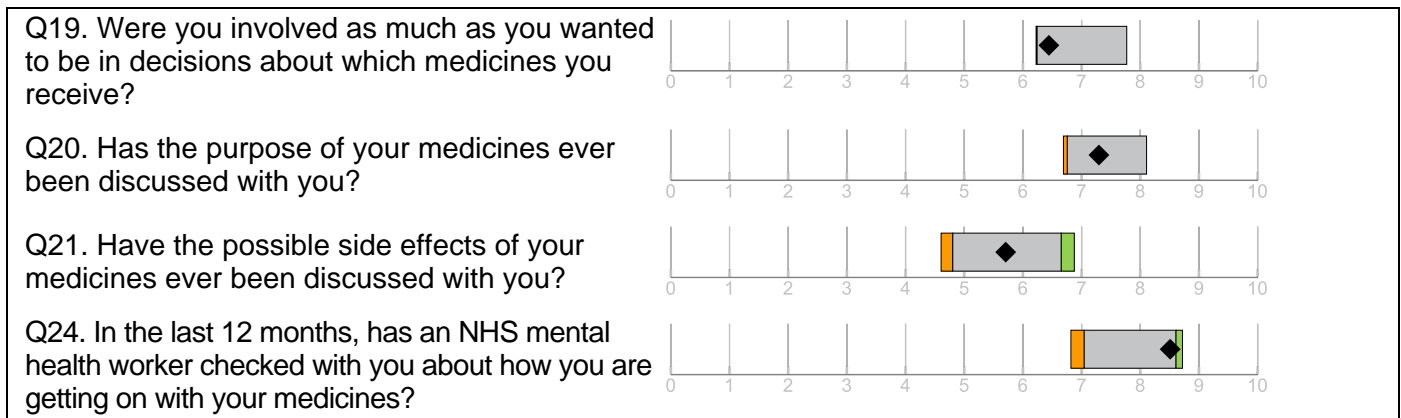 Q19. Were you involved as much as you wanted
to be in decisions about which medicines you
receive?
0 1 2 3 4 5 6 7 8 9 10
Q20. Has the purpose of your medicines ever
been discussed with you?
0 1 2 3 4 5 6 7 8 9 10
Q21. Have the possible side effects of your
medicines ever been discussed with you?
0 1 2 3 4 5 6 7 8 9 10
Q24. In the last 12 months, has an NHS mental
health worker checked with you about how you are
getting on with your medicines?
0 1 2 3 4 5 6 7 8 9 10